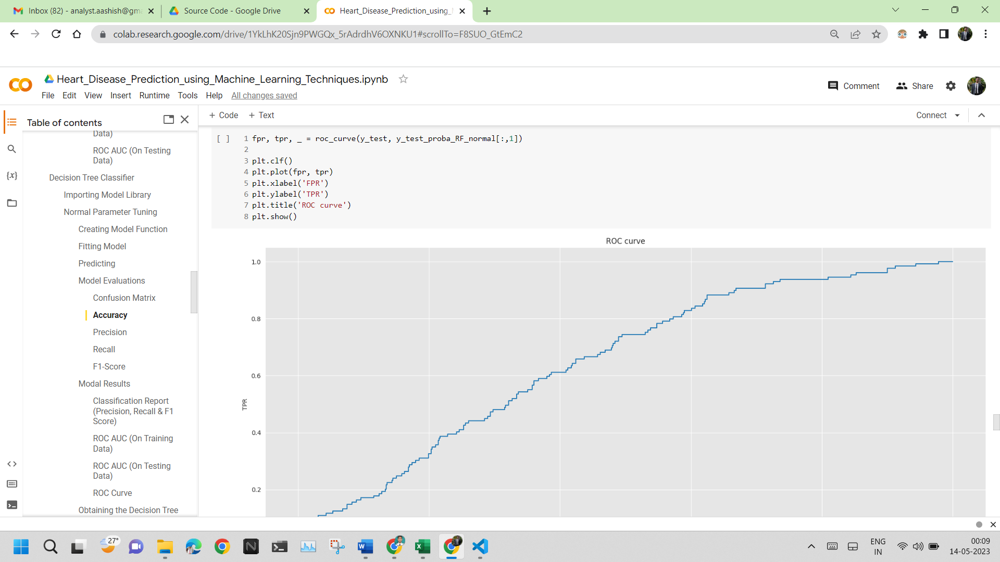 Inbox (82) - analyst.aashish@gm
Source Code - Google Drive
Heart_Disease_Prediction_using_
colab.research.google.com/drive/1YkLhK20Sjn9PWGQx_5rAdrdhV6OXNKU1#scrollTo=F8SUO_GtEmC2
Heart_Disease_Prediction_using_Machine_Learning_Techniques.ipynb
File Edit View Insert Runtime Tools Help All changes saved
Comment
Share
Table of contents
+ Code + Text
Connect
Data)
ROC AUC (On Testing
Data)
Decision Tree Classifier
Importing Model Library
Normal Parameter Tuning
Creating Model Function
Fitting Model
Predicting
Model Evaluations
Confusion Matrix
Accuracy
Precision
Recall
F1-Score
Modal Results
Classification Report
(Precision, Recall & F1
Score)
ROC AUC (On Training
Data)
ROC AUC (On Testing
Data)
ROC Curve
Obtaining the Decision Tree
[ ] 1 fpr, tpr, _ = roc_curve(y_test, y_test_proba_RF_normal[:,1])
2
3 plt.clf()
4 plt.plot(fpr, tpr)
5 plt.xlabel('FPR')
6 plt.ylabel('TPR')
7 plt.title('ROC curve')
8 plt.show()
ROC curve
1.0
0.8
0.6
TPR
0.4
0.2
27°
ENG
IN
00:09
14-05-2023